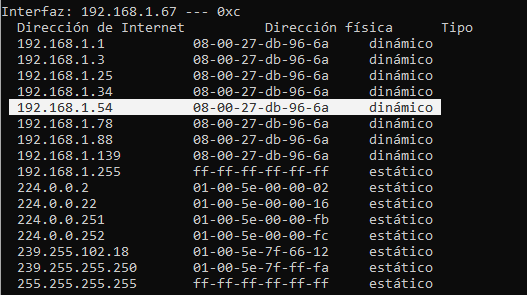 Interfaz: 192.168.1.67 --- 0xc
Dirección de Internet Dirección física Tipo
192.168.1.1 08-00-27-db-96-6a dinámico
192.168.1.3 08-00-27-db-96-6a dinámico
192.168.1.25 08-00-27-db-96-6a dinámico
192.168.1.34 08-00-27-db-96-6a dinámico
192.168.1.54 08-00-27-db-96-6a dinámico
192.168.1.78 08-00-27-db-96-6a dinámico
192.168.1.88 08-00-27-db-96-6a dinámico
192.168.1.139 08-00-27-db-96-6a dinámico
192.168.1.255 ff-ff-ff-ff-ff-ff estático
224.0.0.2 01-00-5e-00-00-02 estático
224.0.0.22 01-00-5e-00-00-16 estático
224.0.0.251 01-00-5e-00-00-fb estático
224.0.0.252 01-00-5e-00-00-fc estático
239.255.102.18 01-00-5e-7f-66-12 estático
239.255.255.250 01-00-5e-7f-ff-fa estático
255.255.255.255 ff-ff-ff-ff-ff-ff estático